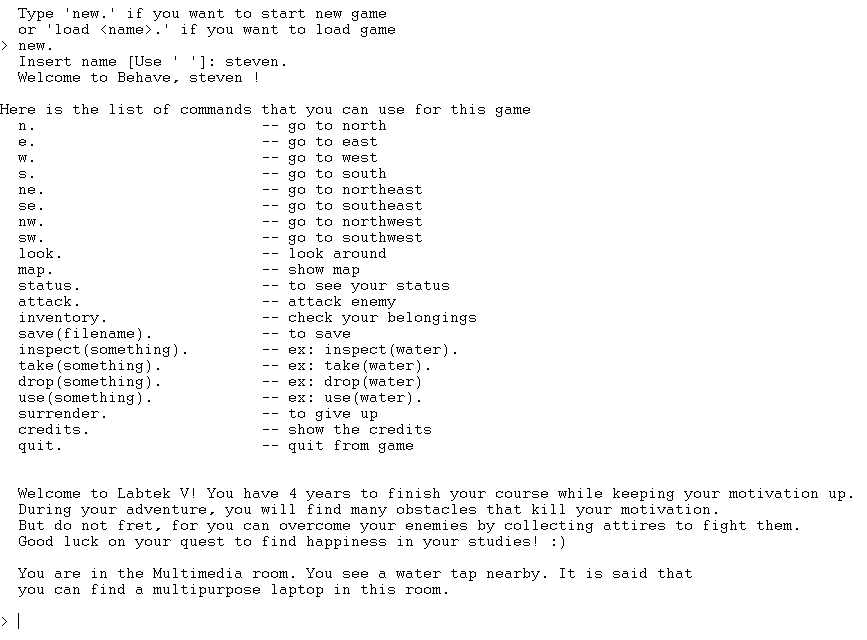 Type 'new.' if you want to start new game
or 'load <name>.' if you want to load game
> new.
Insert name [Use ' ']: steven.
Welcome to Behave, steven !
Here is the list of commands that you can use for this game
n. -- go to north
e. -- go to east
w. -- go to west
s. -- go to south
ne. -- go to northeast
se. -- go to southeast
nw. -- go to northwest
sw. -- go to southwest
look. -- look around
map. -- show map
status. -- to see your status
attack. -- attack enemy
inventory. -- check your belongings
save(filename). -- to save
inspect(something). -- ex: inspect(water).
take(something). -- ex: take(water).
drop(something). -- ex: drop(water)
use(something). -- ex: use(water).
surrender. -- to give up
credits. -- show the credits
quit. -- quit from game
Welcome to Labtek V! You have 4 years to finish your course while keeping your motivation up.
During your adventure, you will find many obstacles that kill your motivation.
But do not fret, for you can overcome your enemies by collecting attires to fight them.
Good luck on your quest to find happiness in your studies! :)
You are in the Multimedia room. You see a water tap nearby. It is said that
you can find a multipurpose laptop in this room.
>